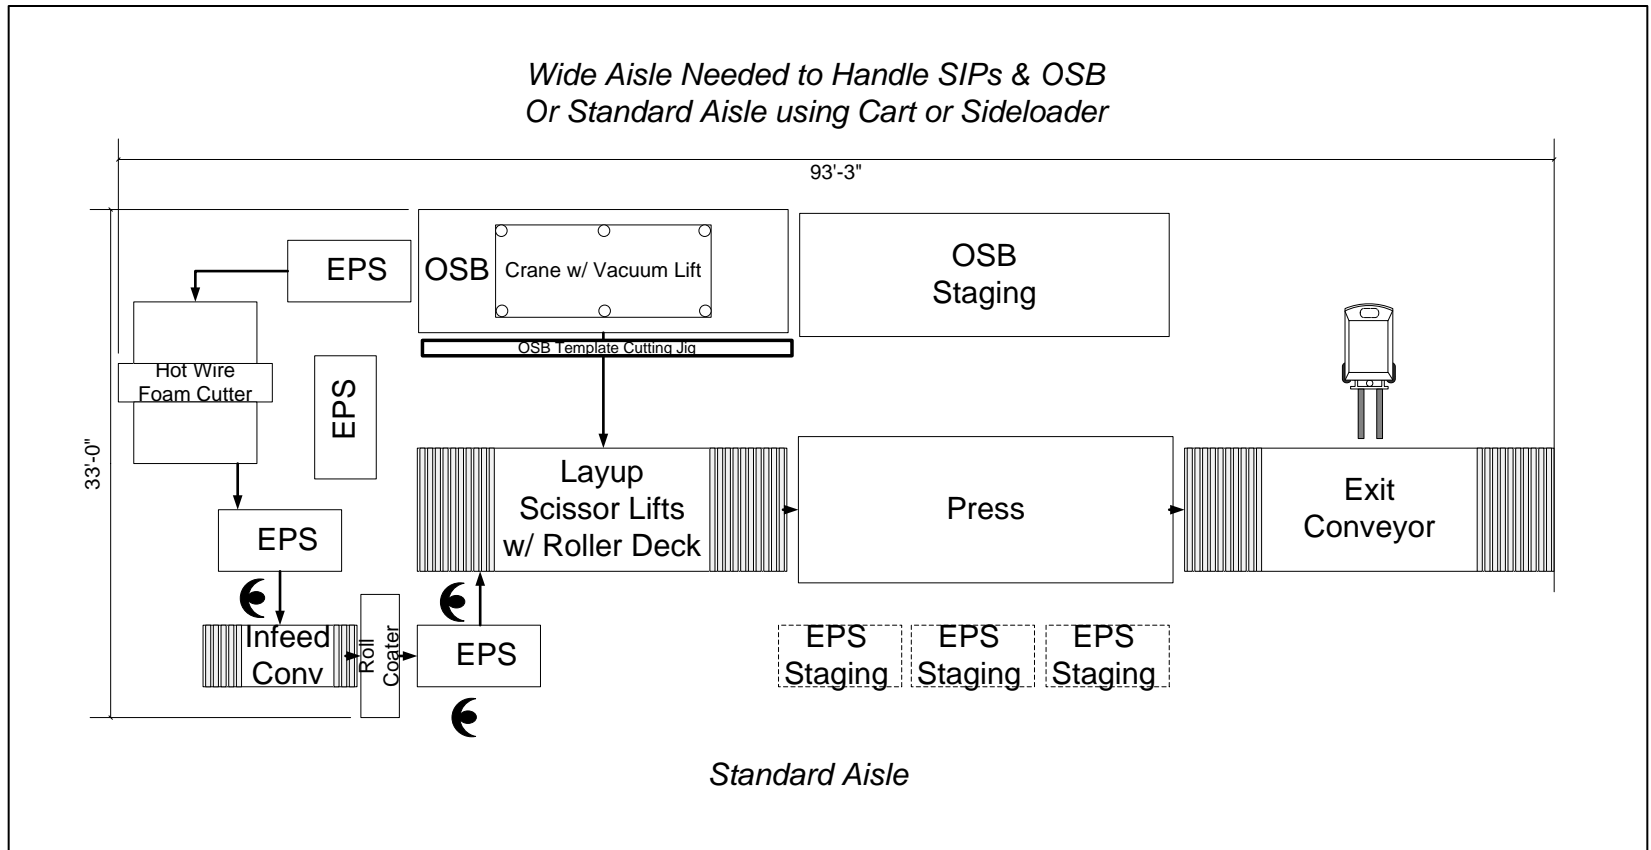 Wide Aisle Needed to Handle SIPs & OSB
Or Standard Aisle using Cart or Sideloader
93'-3"
33'-0"
EPS
OSB
Crane w/ Vacuum Lift
OSB
Staging
OSB Template Cutting Jig
Hot Wire
Foam Cutter
EPS
Layup
Scissor Lifts
w/ Roller Deck
Press
Exit
Conveyor
EPS
Infeed
Conv
Roll
Coater
EPS
EPS
Staging
EPS
Staging
EPS
Staging
Standard Aisle